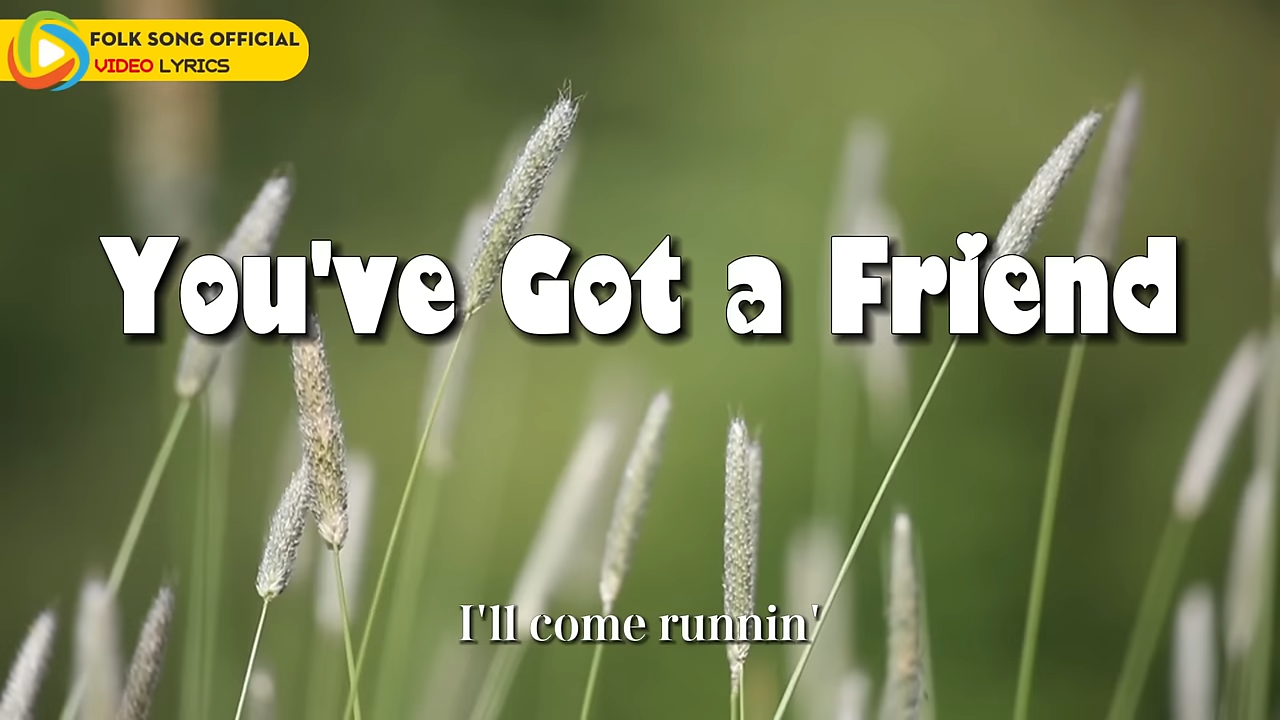 FOLK SONG OFFICIAL
VIDEO LYRICS
You've Got a Friend
I'll come runnin'